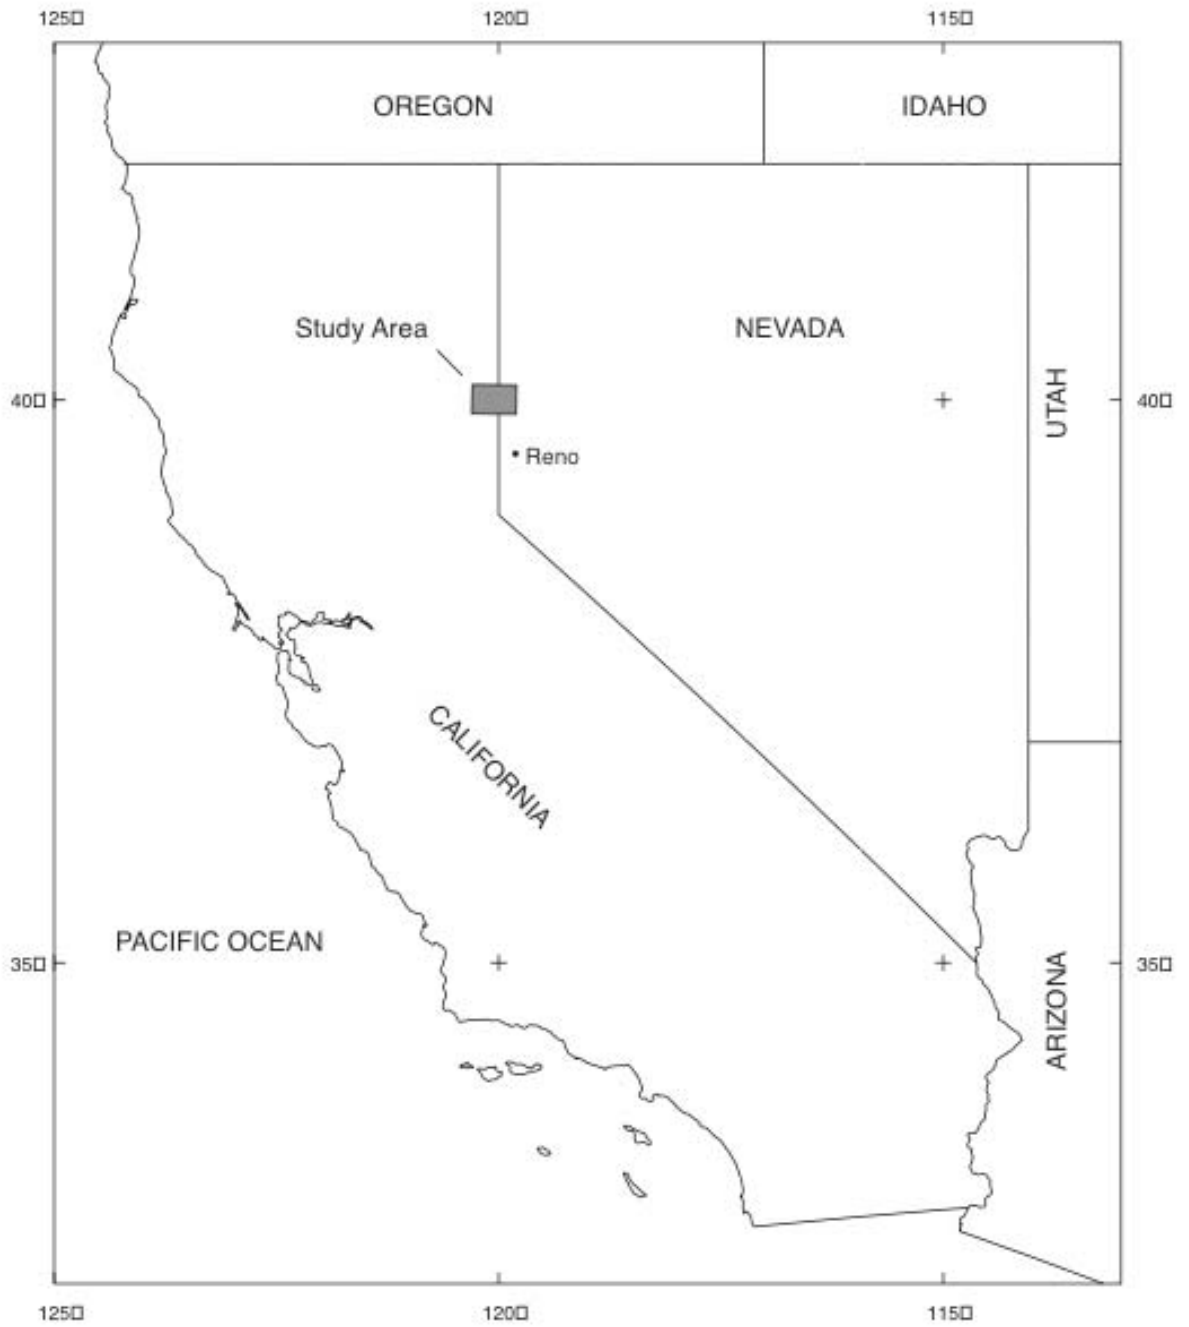 125□ 120□ 115□
OREGON IDAHO
Study Area NEVADA
40□ UTAH 40□
Reno
CALIFORNIA
PACIFIC OCEAN
35□ ARIZONA 35□
125□ 120□ 115□